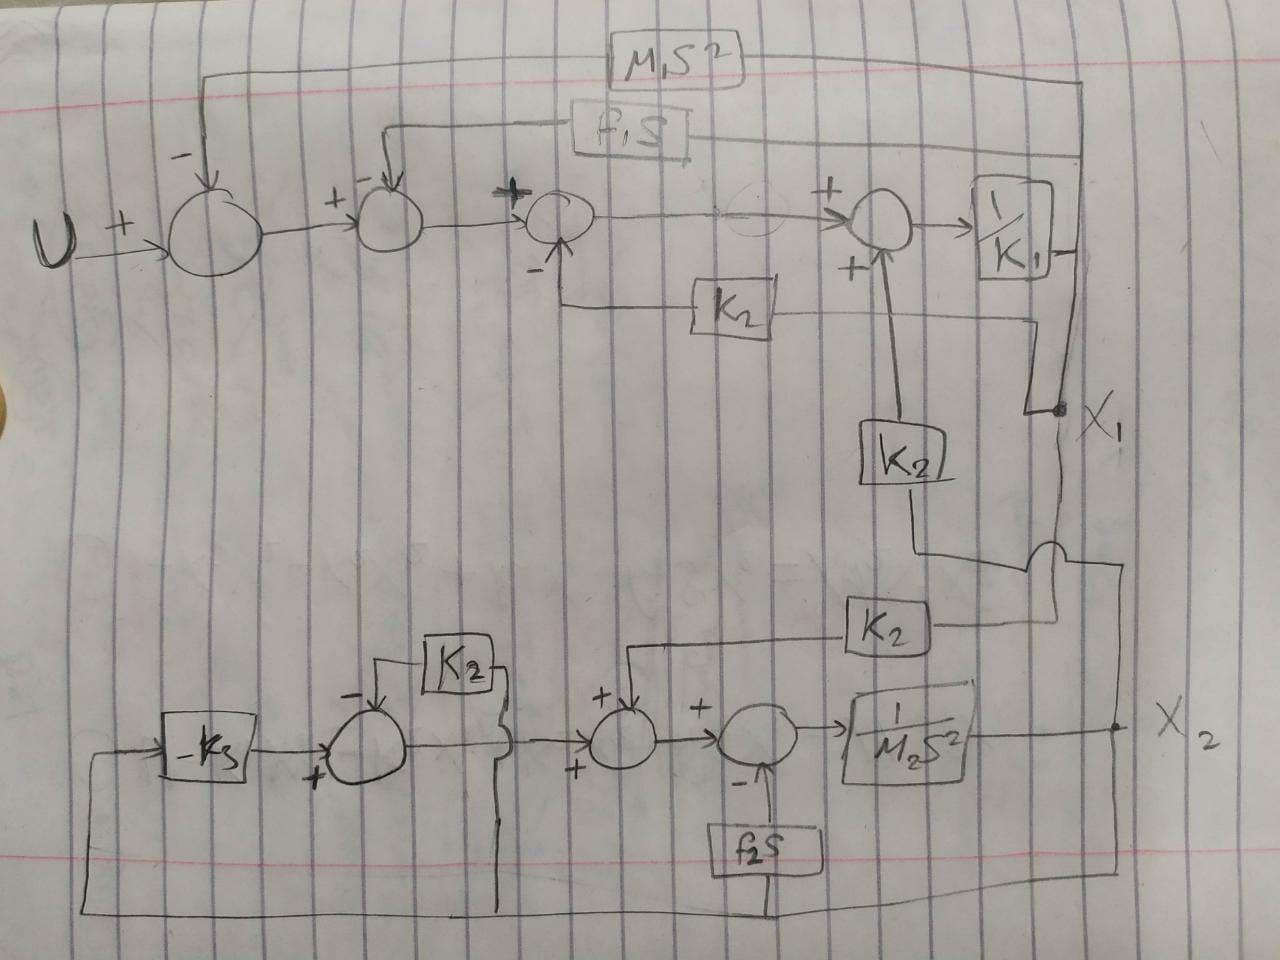 M₁S²
f₁S
- -
U + + + +
1/K₁
- K₂ +
X₁
K₂
K₂
K₂
- + + 1/M₂S² X₂
-K₃
+ + -
f₂S